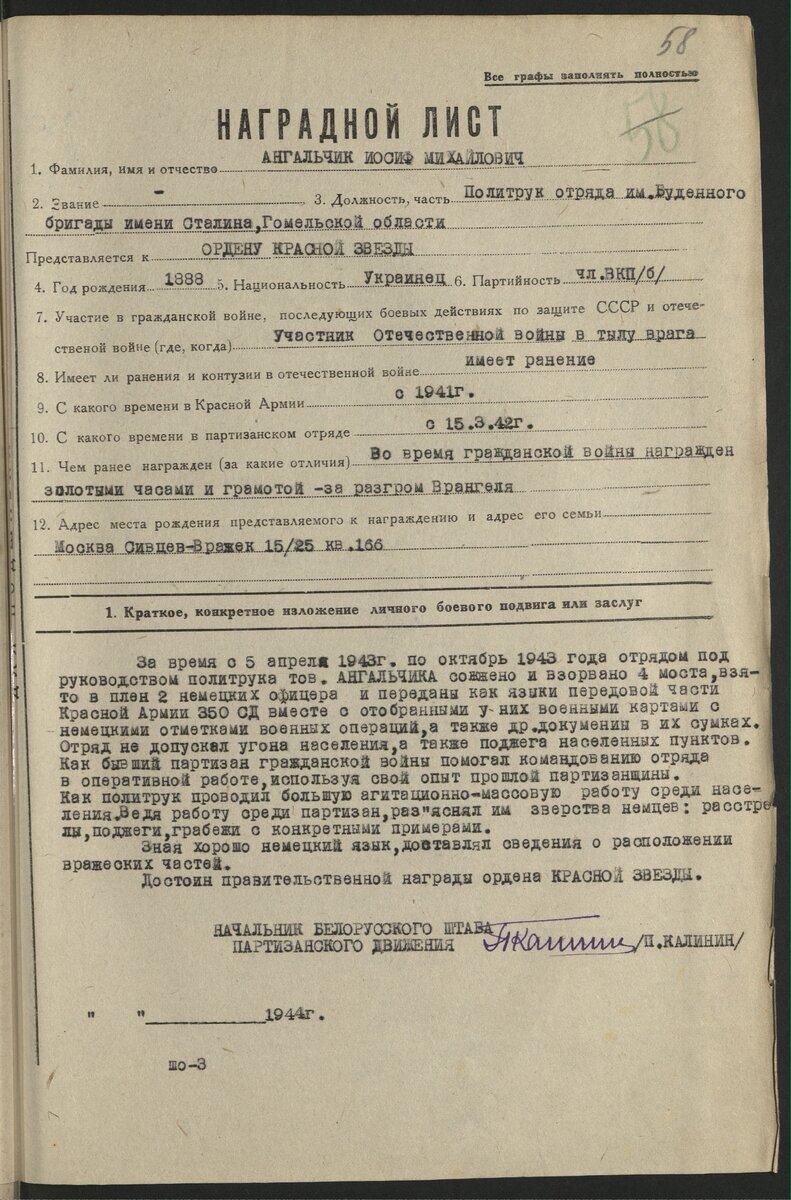 58
Все графы заполнять полностью
58
НАГРАДНОЙ ЛИСТ
1. Фамилия, имя и отчество АНГАЛЬЧИК ИОСИФ МИХАЙЛОВИЧ
2. Звание - 3. Должность, часть Политрук отряда им.Буденного
бригады имени Сталина,Гомельской области
Представляется к ОРДЕНУ КРАСНОЙ ЗВЕЗДЫ
4. Год рождения 1888 5. Национальность Украинец 6. Партийность чл.ВКП/б/
7. Участие в гражданской войне, последующих боевых действиях по защите СССР и отече-
ственой войне (где, когда) Участник Отечественной войны в тылу врага
8. Имеет ли ранения и контузии в отечественной войне имеет ранение
9. С какого времени в Красной Армии с 1941г.
10. С какого времени в партизанском отряде с 15.3.42г.
11. Чем ранее награжден (за какие отличия) Во время гражданской войны награжден
золотыми часами и грамотой -за разгром Врангеля
12. Адрес места рождения представляемого к награждению и адрес его семьи
Москва Сивцев-Вражек 15/25 кв.166
1. Краткое, конкретное изложение личного боевого подвига или заслуг
За время с 5 апреля 1943г. по октябрь 1943 года отрядом под
руководством политрука тов. АНГАЛЬЧИКА сожжено и взорвано 4 моста,взя-
то в плен 2 немецких офицера и переданы как языки передовой части
Красной Армии 350 СД вместе с отобранными у них военными картами с
немецкими отметками военных операций,а также др.документы в их сумках.
Отряд не допускал угона населения,а также поджега населенных пунктов.
Как бывший партизан гражданской войны помогал командованию отряда
в оперативной работе,используя свой опыт прошлой партизанщины.
Как политрук проводил большую агитационно-массовую работу среди насе-
ления.Ведя работу среди партизан,раз"яснял им зверства немцев: расстре
лы,поджеги,грабежи с конкретными примерами.
Зная хорошо немецкий язык,доставлял сведения о расположении
вражеских частей.
Достоин правительственной награды ордена КРАСНОЙ ЗВЕЗДЫ.
НАЧАЛЬНИК БЕЛОРУССКОГО ШТАБА
ПАРТИЗАНСКОГО ДВИЖЕНИЯ ПКалинин /П.КАЛИНИН/
" " 1944г.
шо-3